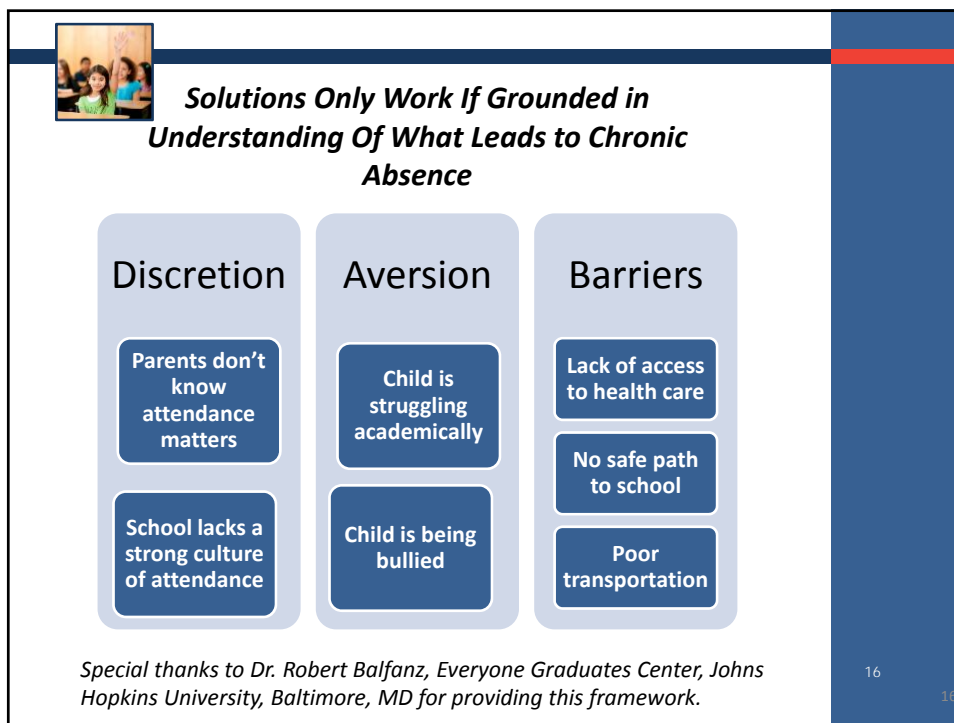 Solutions Only Work If Grounded in
Understanding Of What Leads to Chronic
Absence
Discretion
Parents don’t
know
attendance
matters
School lacks a
strong culture
of attendance
Aversion
Child is
struggling
academically
Child is being
bullied
Barriers
Lack of access
to health care
No safe path
to school
Poor
transportation
Special thanks to Dr. Robert Balfanz, Everyone Graduates Center, Johns
Hopkins University, Baltimore, MD for providing this framework.
16
16